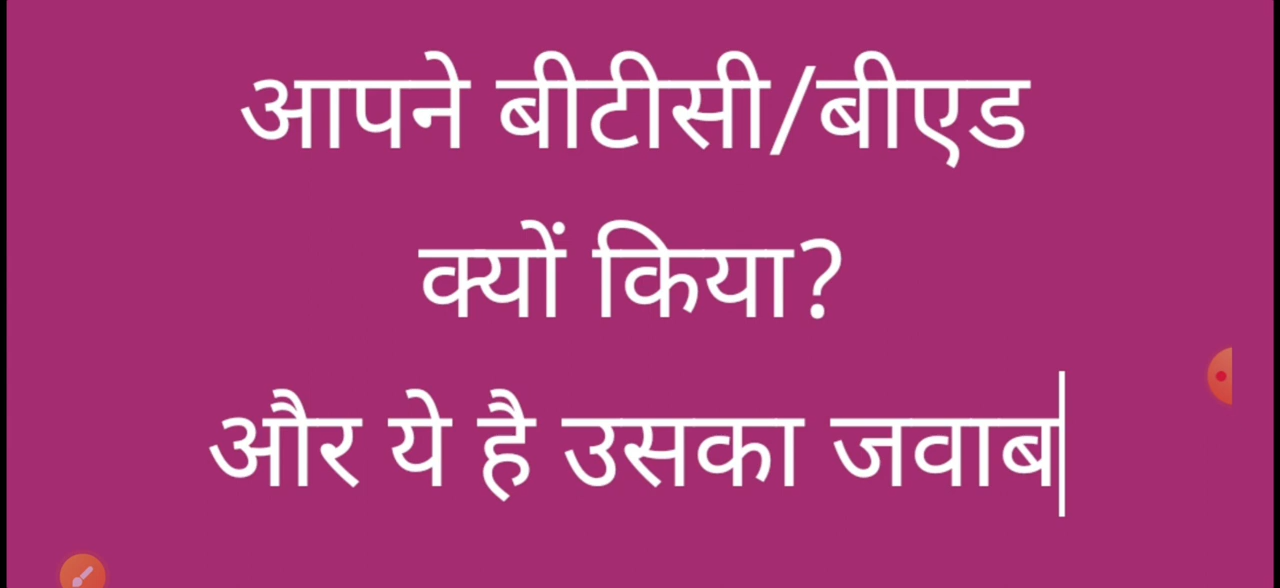 आपने बीटीसी/बीएड
क्यों किया?
और ये है उसका जवाब